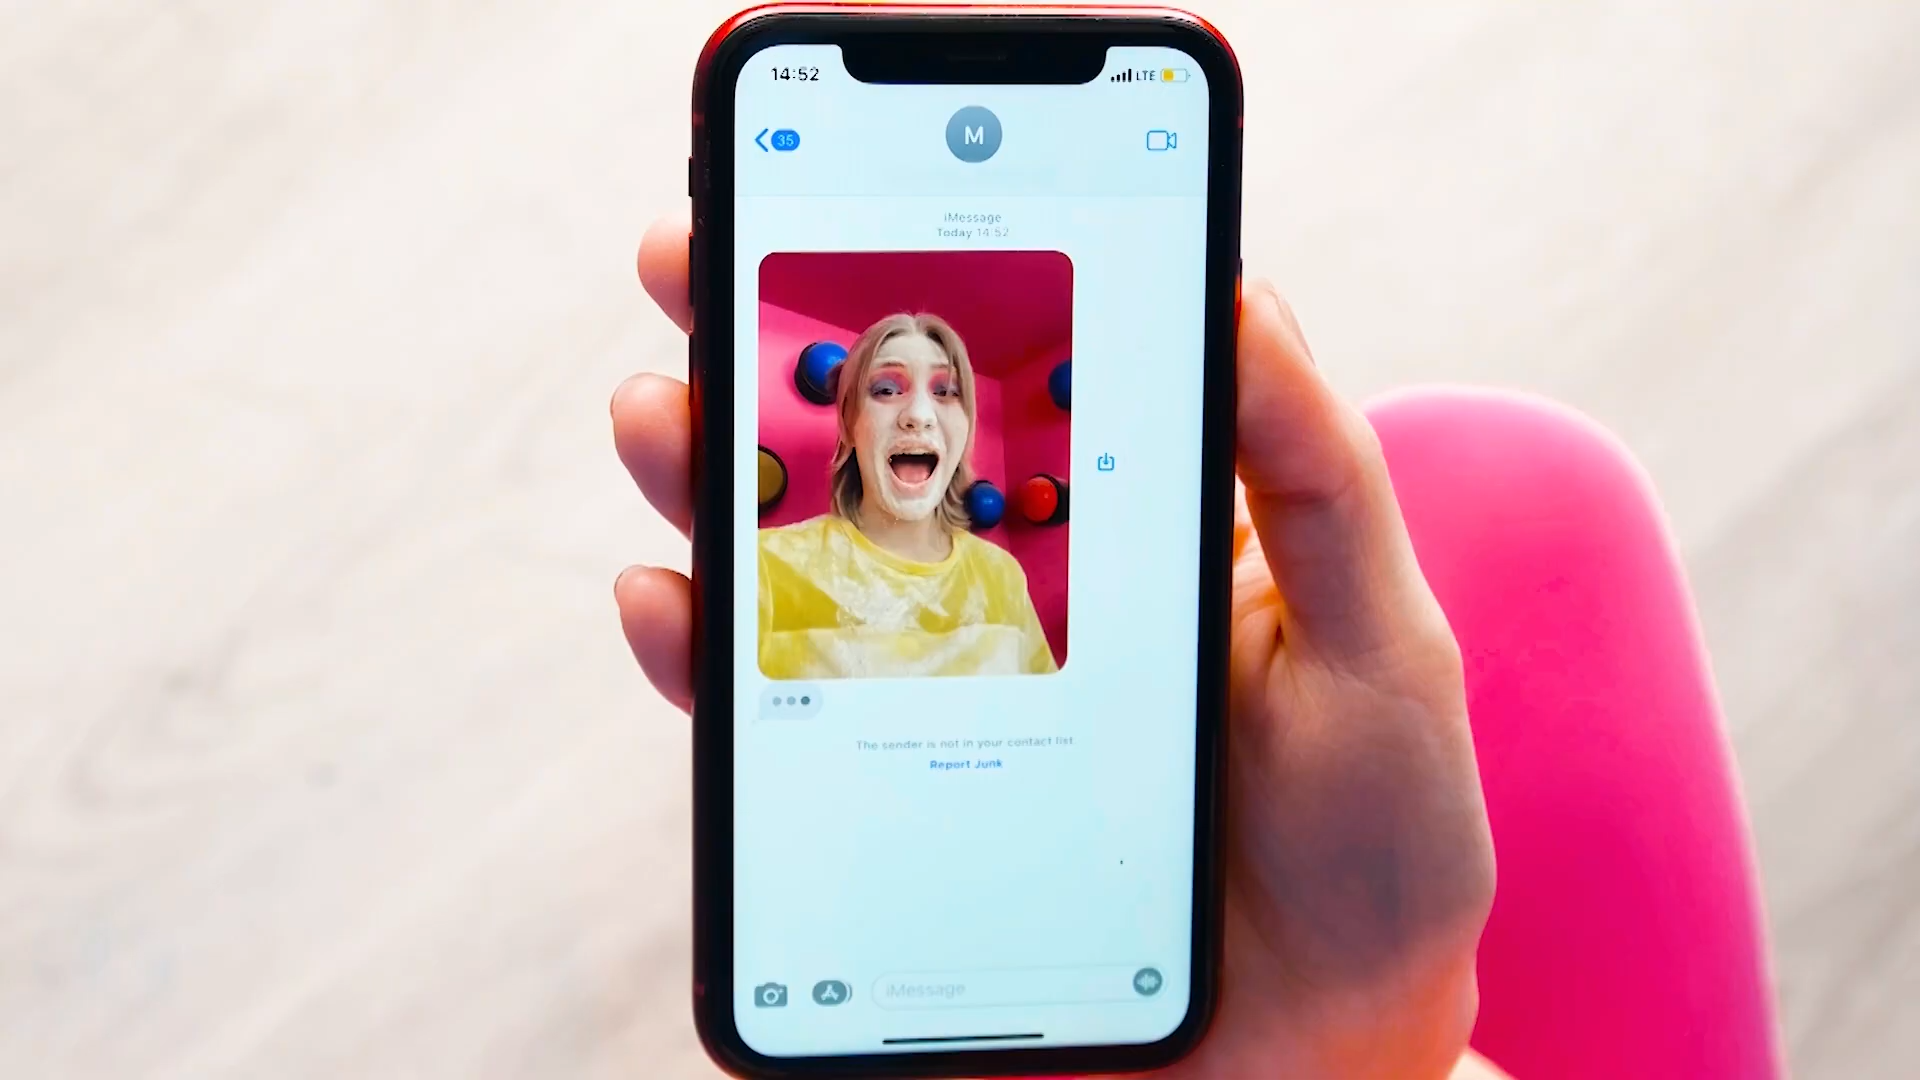 14:52
LTE
35
M
iMessage
Today 14:52
The sender is not in your contact list
Report Junk
iMessage